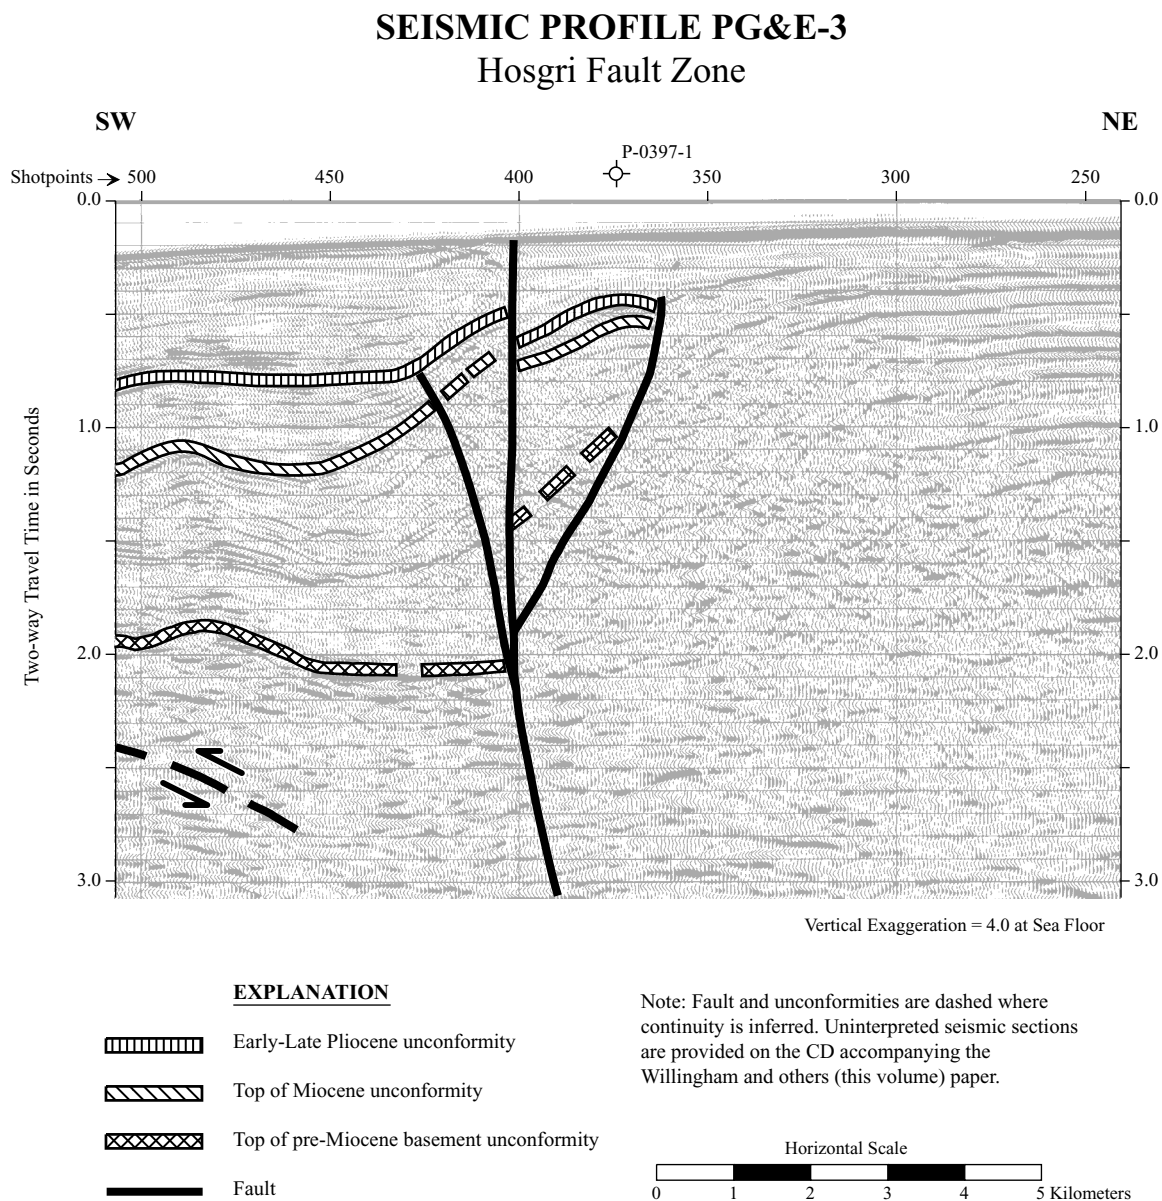 SEISMIC PROFILE PG&E-3
Hosgri Fault Zone
SW
NE
P-0397-1
Shotpoints 500 450 400 350 300 250
0.0 0.0
1.0 1.0
2.0 2.0
3.0 3.0
Two-way Travel Time in Seconds
Vertical Exaggeration = 4.0 at Sea Floor
EXPLANATION
Early-Late Pliocene unconformity
Top of Miocene unconformity
Top of pre-Miocene basement unconformity
Fault
Note: Fault and unconformities are dashed where
continuity is inferred. Uninterpreted seismic sections
are provided on the CD accompanying the
Willingham and others (this volume) paper.
Horizontal Scale
0 1 2 3 4 5 Kilometers